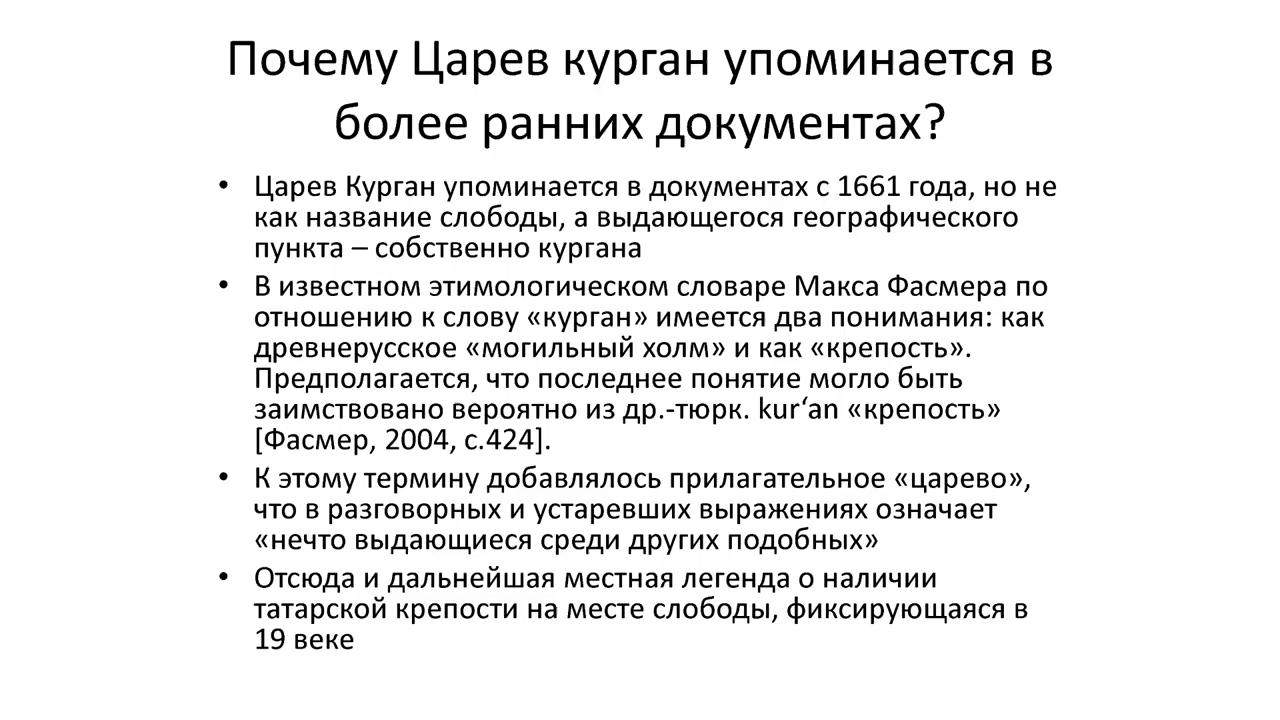 Почему Царев курган упоминается в
более ранних документах?
• Царев Курган упоминается в документах с 1661 года, но не
как название слободы, а выдающегося географического
пункта – собственно кургана
• В известном этимологическом словаре Макса Фасмера по
отношению к слову «курган» имеется два понимания: как
древнерусское «могильный холм» и как «крепость».
Предполагается, что последнее понятие могло быть
заимствовано вероятно из др.-тюрк. kur‘an «крепость»
[Фасмер, 2004, с.424].
• К этому термину добавлялось прилагательное «царево»,
что в разговорных и устаревших выражениях означает
«нечто выдающиеся среди других подобных»
• Отсюда и дальнейшая местная легенда о наличии
татарской крепости на месте слободы, фиксирующаяся в
19 веке